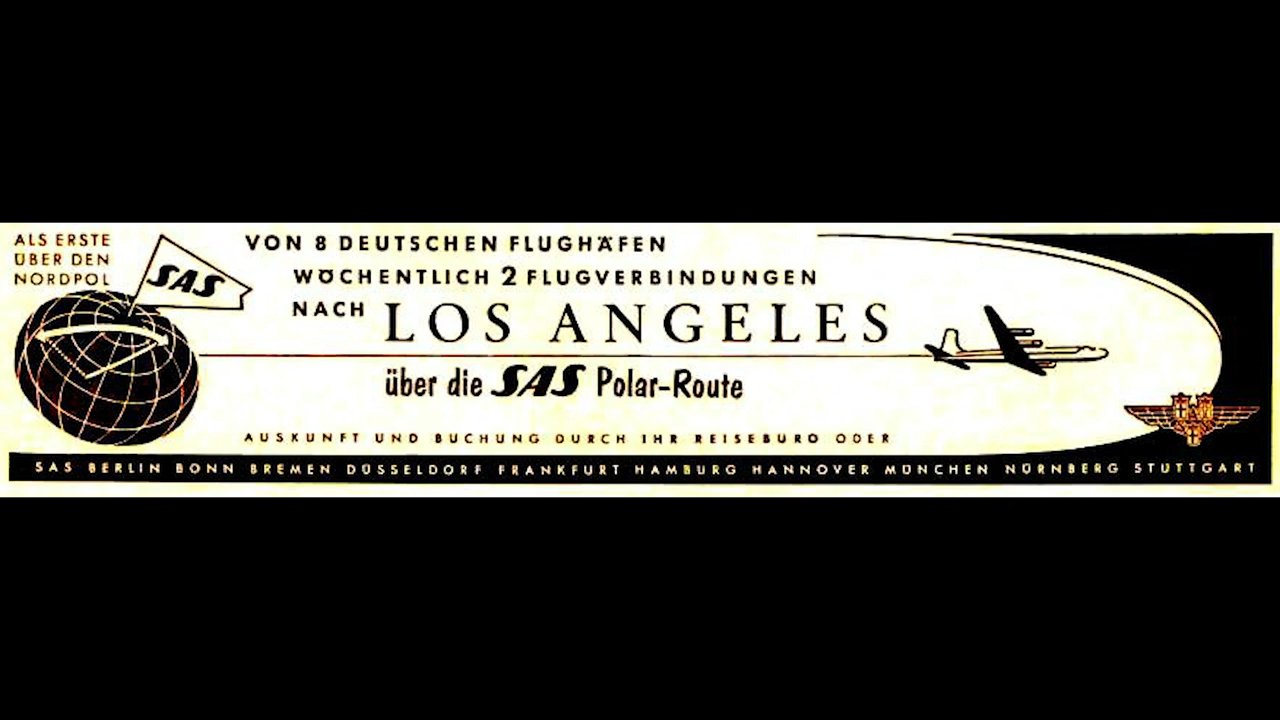 ALS ERSTE
ÜBER DEN
NORDPOL
SAS
VON 8 DEUTSCHEN FLUGHÄFEN
WÖCHENTLICH 2 FLUGVERBINDUNGEN
NACH LOS ANGELES
über die SAS Polar-Route
AUSKUNFT UND BUCHUNG DURCH IHR REISEBÜRO ODER
SAS BERLIN BONN BREMEN DÜSSELDORF FRANKFURT HAMBURG HANNOVER MÜNCHEN NÜRNBERG STUTTGART